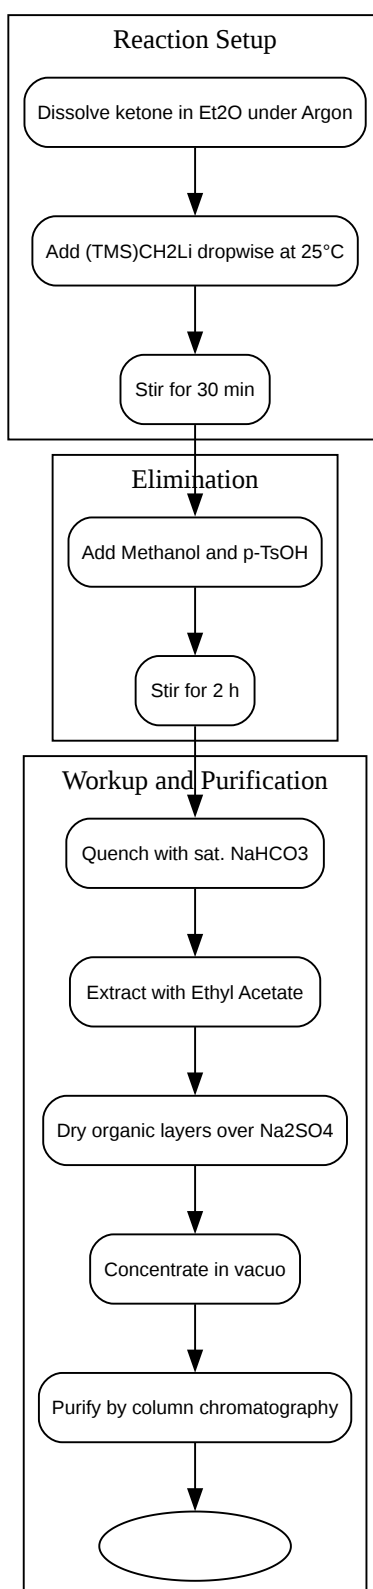 Reaction Setup
Dissolve ketone in Et2O under Argon
Add (TMS)CH2Li dropwise at 25°C
Stir for 30 min
Elimination
Add Methanol and p-TsOH
Stir for 2 h
Workup and Purification
Quench with sat. NaHCO3
Extract with Ethyl Acetate
Dry organic layers over Na2SO4
Concentrate in vacuo
Purify by column chromatography